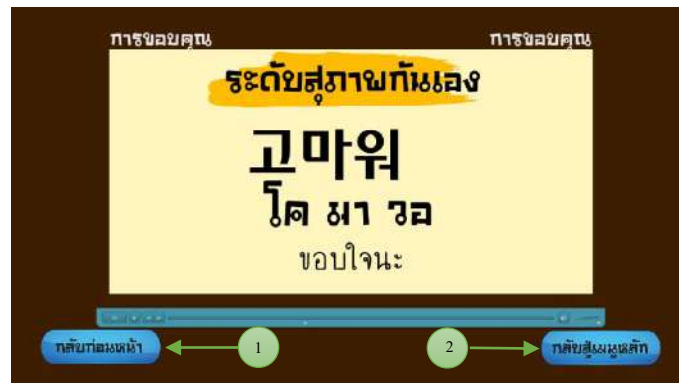 การขอบคุณ การขอบคุณ
ระดับสุภาพกันเอง
고마워
โค มา วอ
ขอบใจนะ
กลับก่อนหน้า 1 2 กลับสู่เมนูหลัก